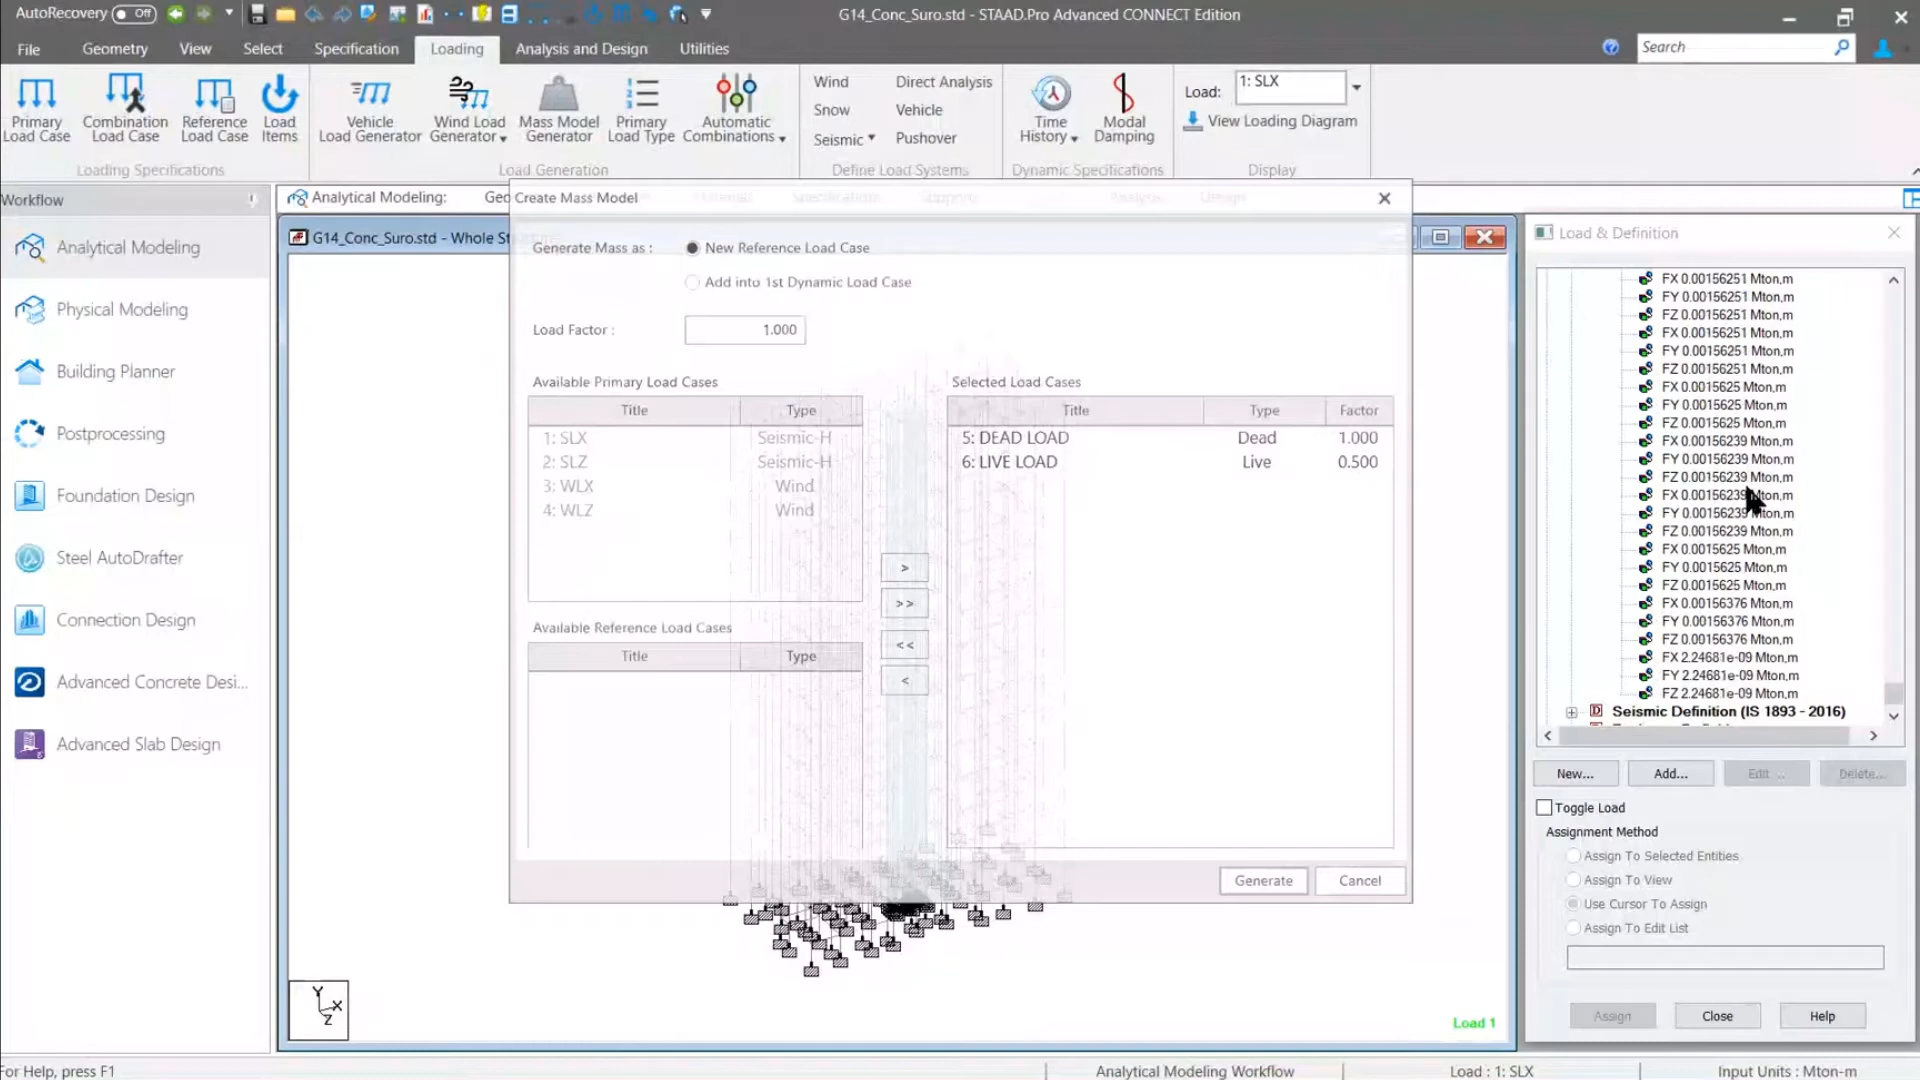 AutoRecovery Off
G14_Conc_Suro.std - STAAD.Pro Advanced CONNECT Edition
File Geometry View Select Specification Loading Analysis and Design Utilities
Search
Primary Load Case
Combination Load Case
Reference Load Case
Load Items
Loading Specifications
Vehicle Load Generator
Wind Load Generator
Mass Model Generator
Primary Load Type
Automatic Combinations
Load Generation
Wind
Snow
Seismic
Direct Analysis
Vehicle
Pushover
Define Load Systems
Time History
Modal Damping
Dynamic Specifications
Load: 1: SLX
View Loading Diagram
Display
Workflow
Analytical Modeling
Physical Modeling
Building Planner
Postprocessing
Foundation Design
Steel AutoDrafter
Connection Design
Advanced Concrete Desi...
Advanced Slab Design
Analytical Modeling: Geo
Materials Specifications Supports Analysis Design
G14_Conc_Suro.std - Whole St
Create Mass Model
Generate Mass as : New Reference Load Case
Add into 1st Dynamic Load Case
Load Factor : 1.000
Available Primary Load Cases
Title Type
1: SLX Seismic-H
2: SLZ Seismic-H
3: WLX Wind
4: WLZ Wind
Available Reference Load Cases
Title Type
>
>>
<<
<
Selected Load Cases
Title Type Factor
5: DEAD LOAD Dead 1.000
6: LIVE LOAD Live 0.500
Generate Cancel
Y
X
Z
Load 1
Load & Definition
FX 0.00156251 Mton,m
FY 0.00156251 Mton,m
FZ 0.00156251 Mton,m
FX 0.00156251 Mton,m
FY 0.00156251 Mton,m
FZ 0.00156251 Mton,m
FX 0.0015625 Mton,m
FY 0.0015625 Mton,m
FZ 0.0015625 Mton,m
FX 0.00156239 Mton,m
FY 0.00156239 Mton,m
FZ 0.00156239 Mton,m
FX 0.00156239 Mton,m
FY 0.00156239 Mton,m
FZ 0.00156239 Mton,m
FX 0.0015625 Mton,m
FY 0.0015625 Mton,m
FZ 0.0015625 Mton,m
FX 0.00156376 Mton,m
FY 0.00156376 Mton,m
FZ 0.00156376 Mton,m
FX 2.24681e-09 Mton,m
FY 2.24681e-09 Mton,m
FZ 2.24681e-09 Mton,m
Seismic Definition (IS 1893 - 2016)
New... Add... Edit ... Delete...
Toggle Load
Assignment Method
Assign To Selected Entities
Assign To View
Use Cursor To Assign
Assign To Edit List
Assign Close Help
For Help, press F1
Analytical Modeling Workflow
Load : 1: SLX
Input Units : Mton-m